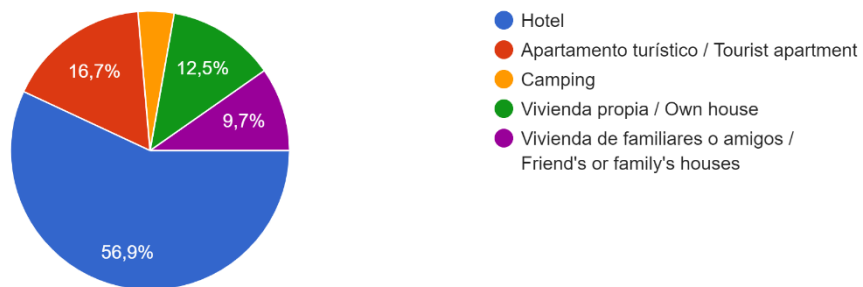 Hotel
Apartamento turístico / Tourist apartment
Camping
Vivienda propia / Own house
Vivienda de familiares o amigos /
Friend's or family's houses
16,7%
12,5%
9,7%
56,9%